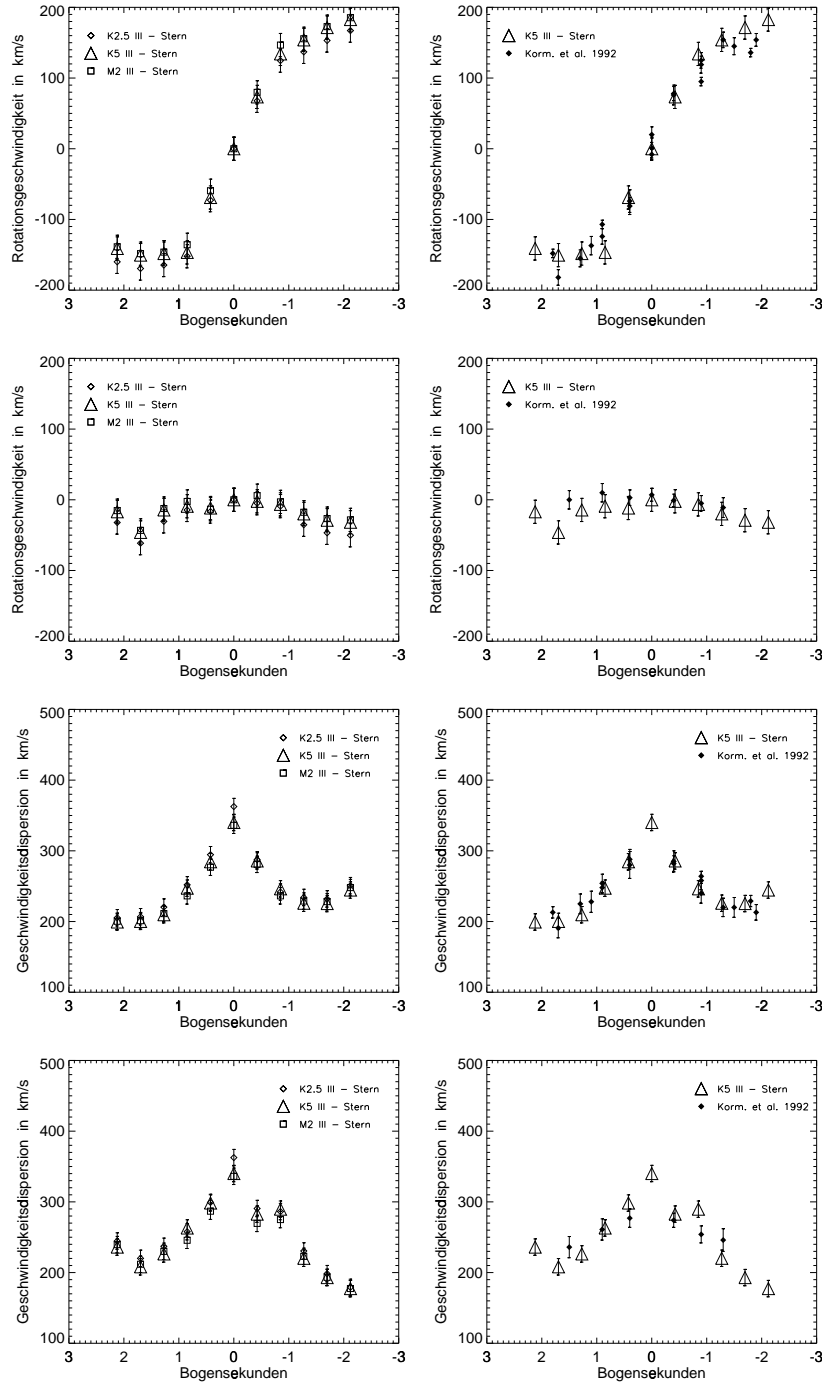 200
100
0
-100
-200
Rotationsgeschwindigkeit in km/s
K2.5 III – Stern
K5 III – Stern
M2 III – Stern
3 2 1 0 -1 -2 -3
Bogensekunden
200
100
0
-100
-200
Rotationsgeschwindigkeit in km/s
K5 III – Stern
Korm. et al. 1992
3 2 1 0 -1 -2 -3
Bogensekunden
200
100
0
-100
-200
Rotationsgeschwindigkeit in km/s
K2.5 III – Stern
K5 III – Stern
M2 III – Stern
3 2 1 0 -1 -2 -3
Bogensekunden
200
100
0
-100
-200
Rotationsgeschwindigkeit in km/s
K5 III – Stern
Korm. et al. 1992
3 2 1 0 -1 -2 -3
Bogensekunden
500
400
300
200
100
Geschwindigkeitsdispersion in km/s
K2.5 III – Stern
K5 III – Stern
M2 III – Stern
3 2 1 0 -1 -2 -3
Bogensekunden
500
400
300
200
100
Geschwindigkeitsdispersion in km/s
K5 III – Stern
Korm. et al. 1992
3 2 1 0 -1 -2 -3
Bogensekunden
500
400
300
200
100
Geschwindigkeitsdispersion in km/s
K2.5 III – Stern
K5 III – Stern
M2 III – Stern
3 2 1 0 -1 -2 -3
Bogensekunden
500
400
300
200
100
Geschwindigkeitsdispersion in km/s
K5 III – Stern
Korm. et al. 1992
3 2 1 0 -1 -2 -3
Bogensekunden